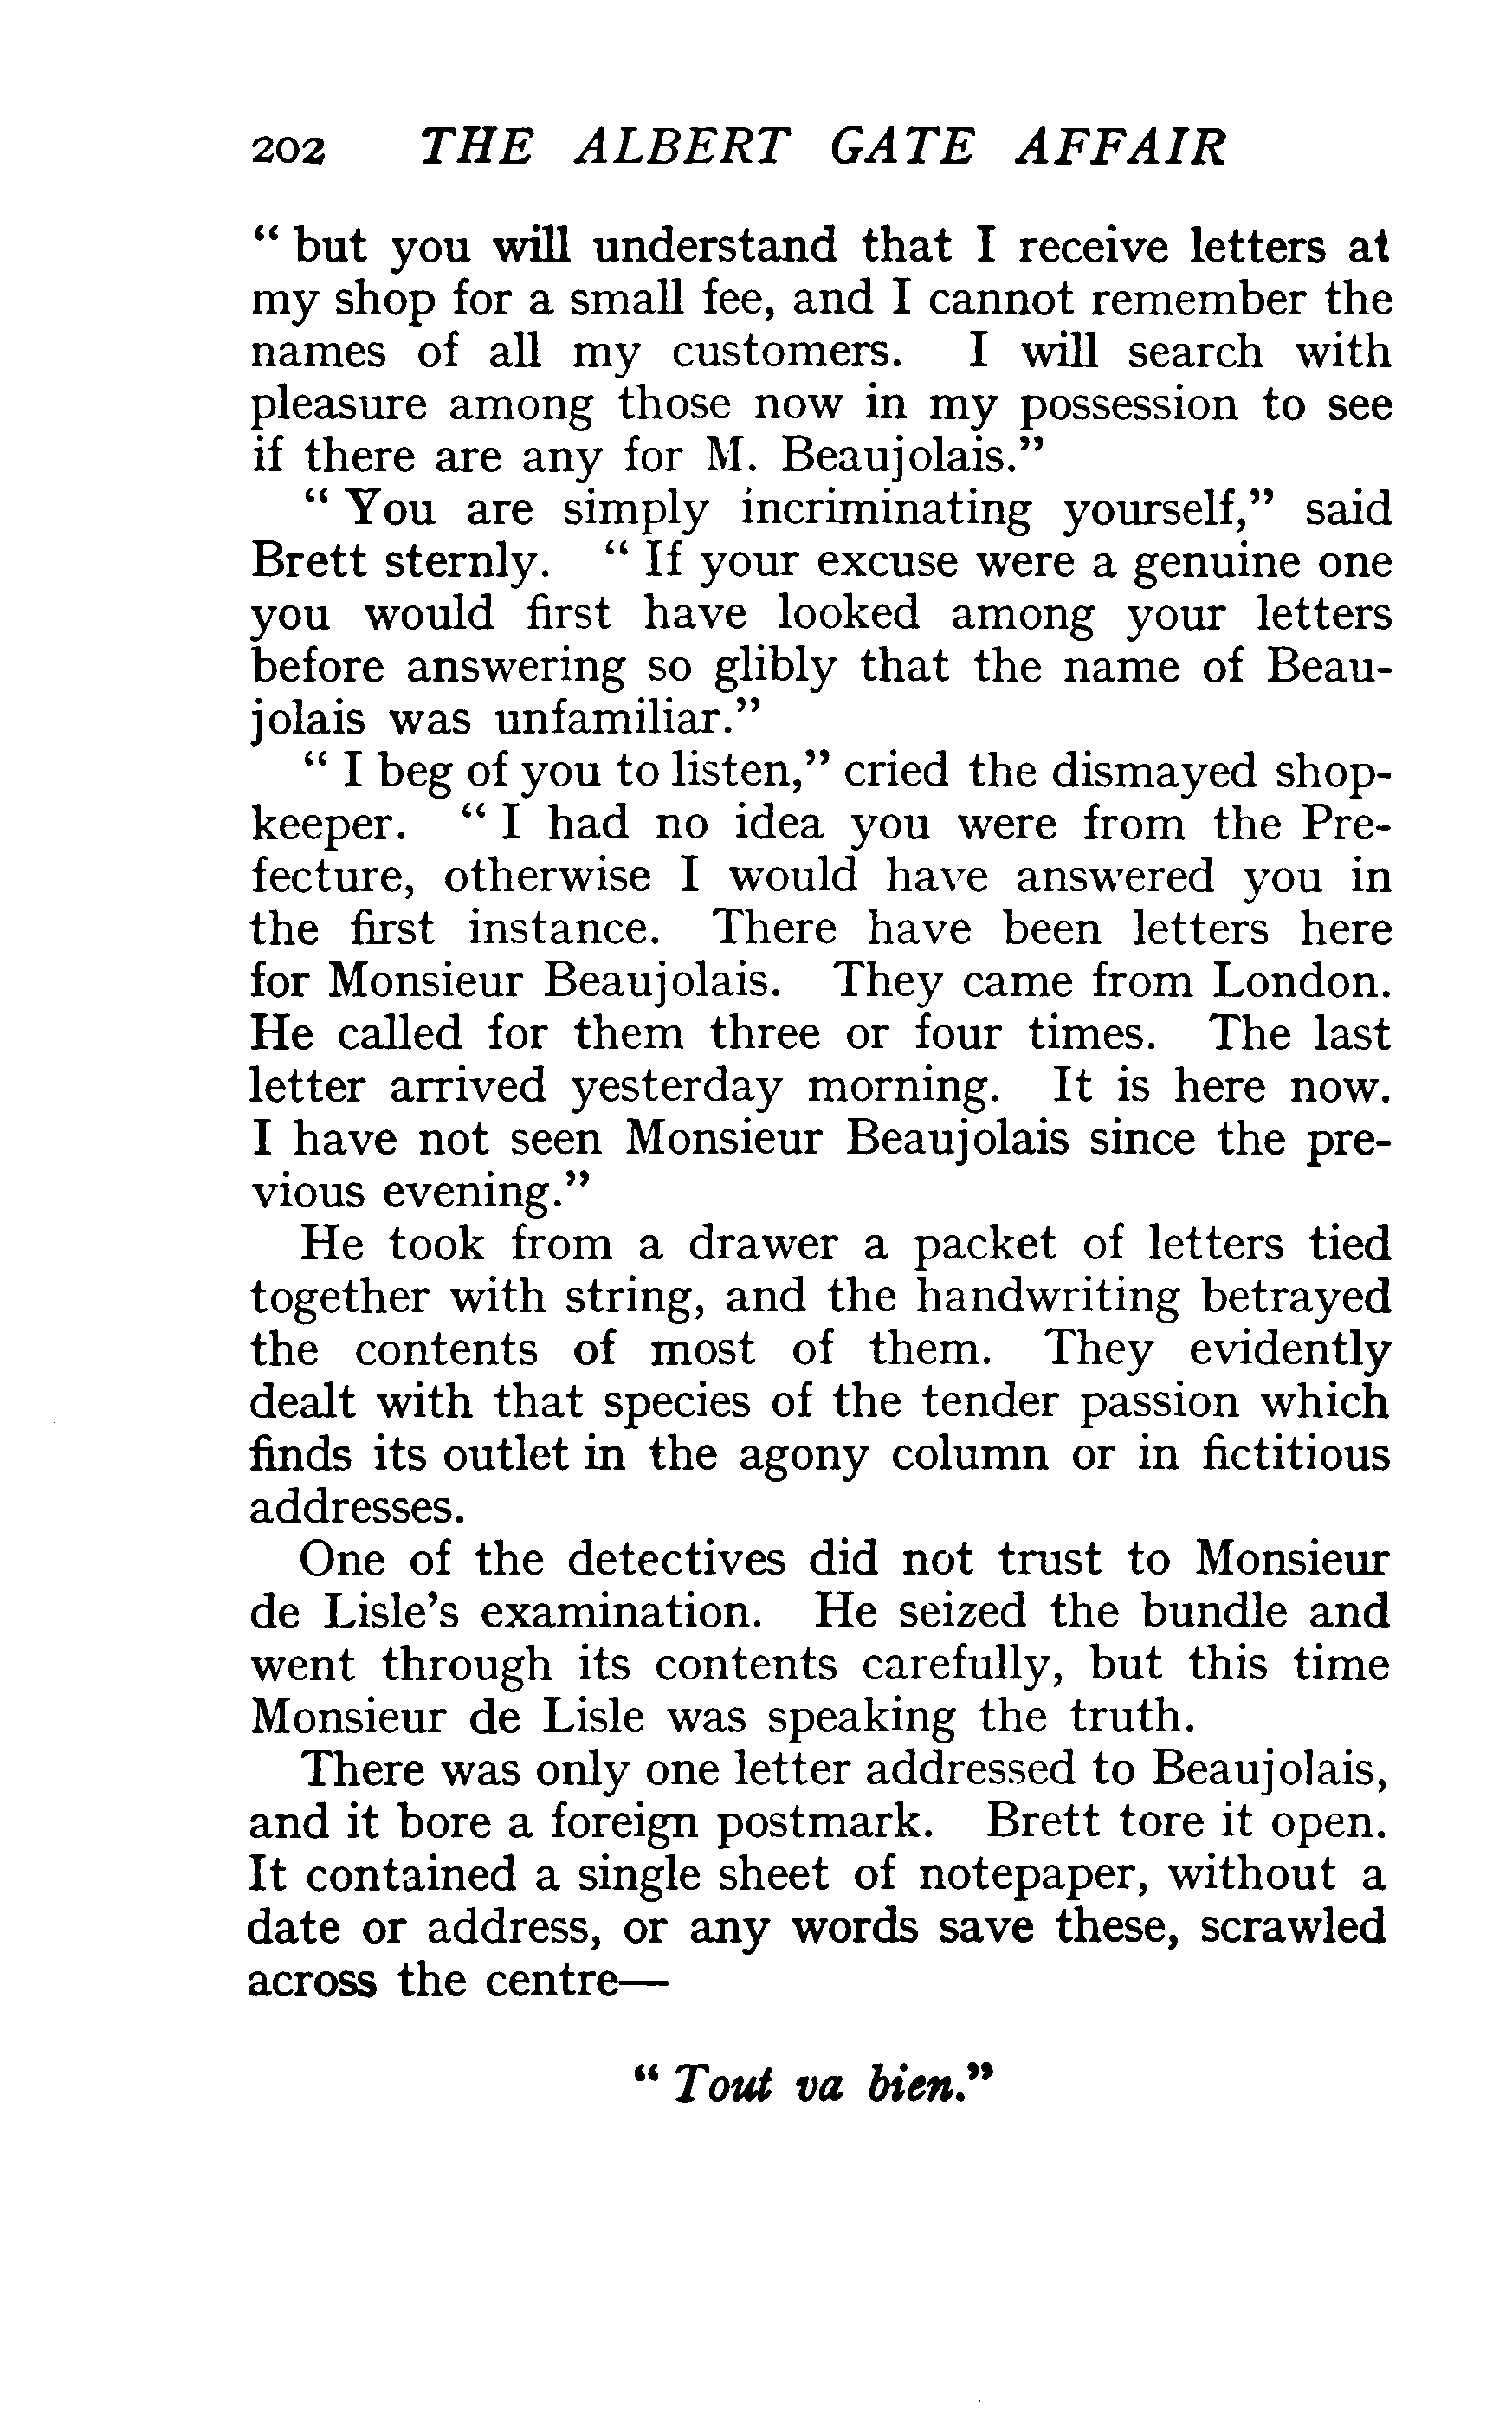 202 THE ALBERT GATE AFFAIR
“ but you will understand that I receive letters at
my shop for a small fee, and I cannot remember the
names of all my customers. I will search with
pleasure among those now in my possession to see
if there are any for M. Beaujolais.”
“ You are simply incriminating yourself,” said
Brett sternly. “ If your excuse were a genuine one
you would first have looked among your letters
before answering so glibly that the name of Beau-
jolais was unfamiliar.”
“ I beg of you to listen,” cried the dismayed shop-
keeper. “ I had no idea you were from the Pre-
fecture, otherwise I would have answered you in
the first instance. There have been letters here
for Monsieur Beaujolais. They came from London.
He called for them three or four times. The last
letter arrived yesterday morning. It is here now.
I have not seen Monsieur Beaujolais since the pre-
vious evening.”
He took from a drawer a packet of letters tied
together with string, and the handwriting betrayed
the contents of most of them. They evidently
dealt with that species of the tender passion which
finds its outlet in the agony column or in fictitious
addresses.
One of the detectives did not trust to Monsieur
de Lisle’s examination. He seized the bundle and
went through its contents carefully, but this time
Monsieur de Lisle was speaking the truth.
There was only one letter addressed to Beaujolais,
and it bore a foreign postmark. Brett tore it open.
It contained a single sheet of notepaper, without a
date or address, or any words save these, scrawled
across the centre—
“ Tout va bien.”